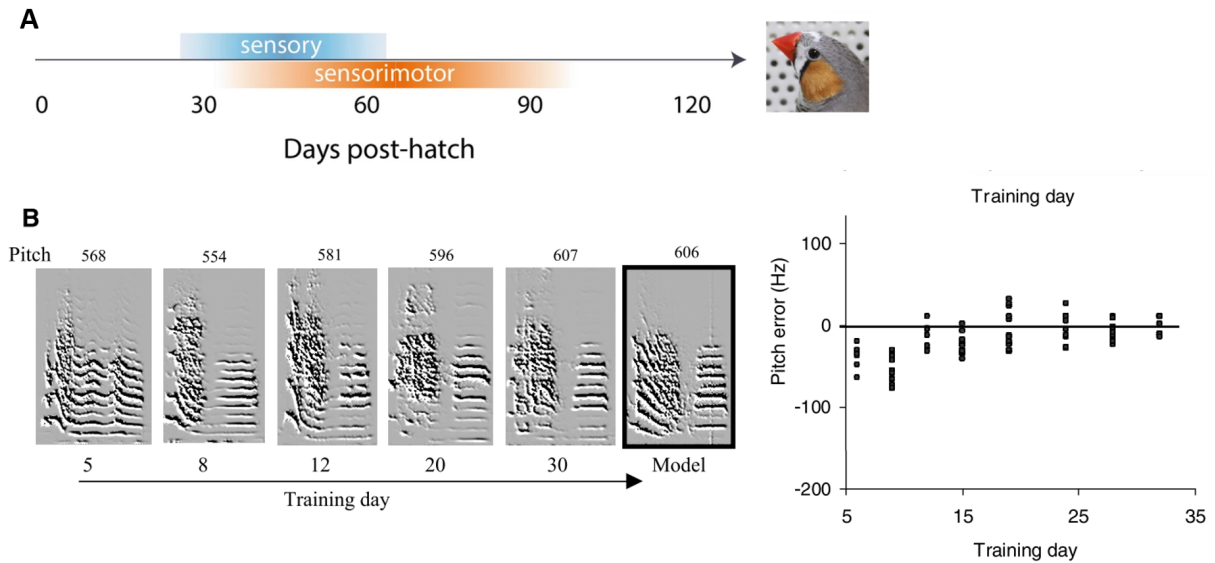 A
sensory
sensorimotor
0 30 60 90 120
Days post-hatch
B
Pitch 568 554 581 596 607 606
5 8 12 20 30 Model
Training day
Training day
Pitch error (Hz)
100
0
-100
-200
5 15 25 35
Training day